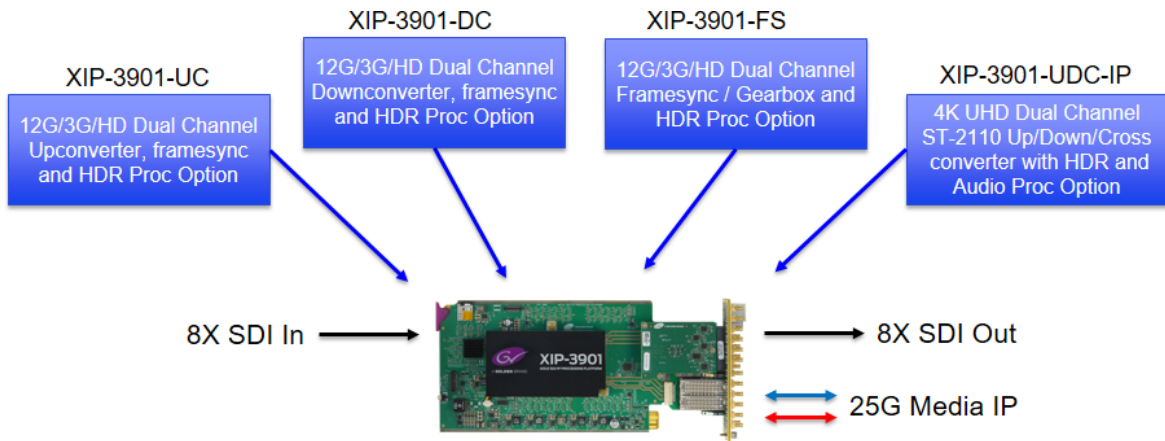 XIP-3901-UC
12G/3G/HD Dual Channel
Upconverter, framesync
and HDR Proc Option
XIP-3901-DC
12G/3G/HD Dual Channel
Downconverter, framesync
and HDR Proc Option
XIP-3901-FS
12G/3G/HD Dual Channel
Framesync / Gearbox and
HDR Proc Option
XIP-3901-UDC-IP
4K UHD Dual Channel
ST-2110 Up/Down/Cross
converter with HDR and
Audio Proc Option
8X SDI In
GV
A BELDEN BRAND
XIP-3901
8X SDI Out
25G Media IP